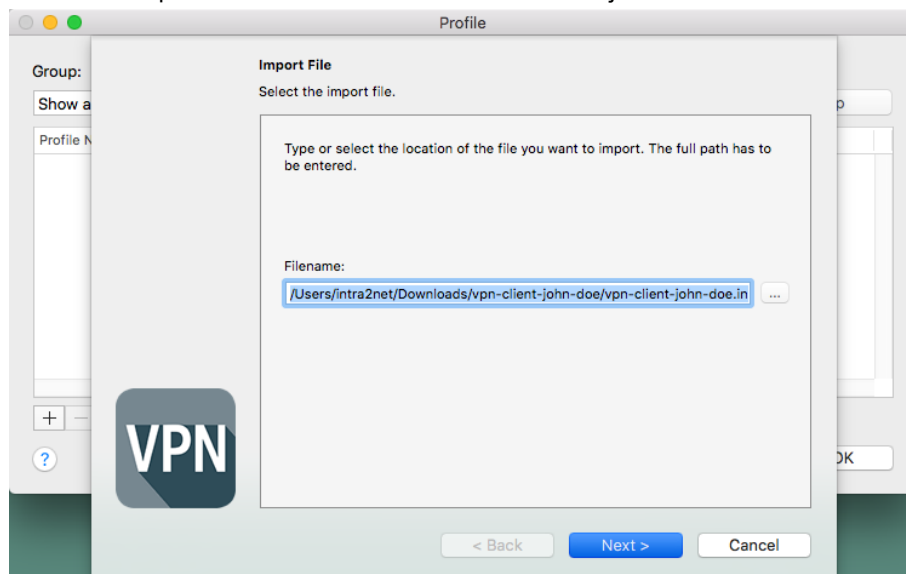 Profile
Group:
Show a
Profile N
Import File
Select the import file.
Type or select the location of the file you want to import. The full path has to
be entered.
Filename:
/Users/intra2net/Downloads/vpn-client-john-doe/vpn-client-john-doe.in
...
+ −
?
VPN
p
OK
< Back
Next >
Cancel